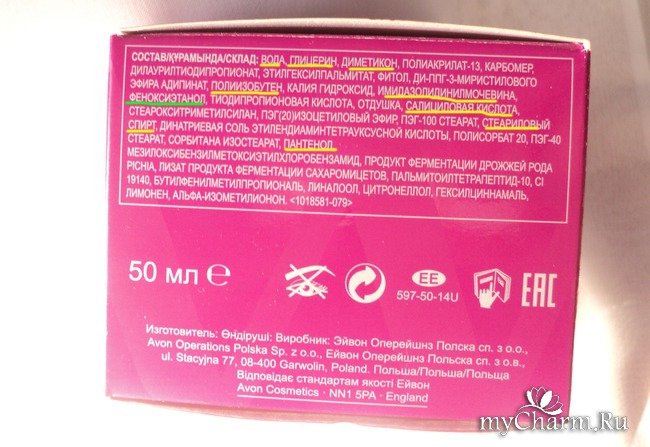 СОСТАВ/ҚҰРАМЫНДА/СКЛАД: ВОДА, ГЛИЦЕРИН, ДИМЕТИКОН, ПОЛИАКРИЛАТ-13, КАРБОМЕР,
ДИЛАУРИЛТИОДИПРОПИОНАТ, ЭТИЛГЕКСИЛПАЛЬМИТАТ, ФИТОЛ, ДИ-ППГ-3-МИРИСТИЛОВОГО
ЭФИРА АДИПИНАТ, ПОЛИИЗОБУТЕН, КАЛИЯ ГИДРОКСИД, ИМИДАЗОЛИДИНИЛМОЧЕВИНА,
ФЕНОКСИЭТАНОЛ, ТИОДИПРОПИОНОВАЯ КИСЛОТА, ОТДУШКА, САЛИЦИЛОВАЯ КИСЛОТА,
СТЕАРОКСИТРИМЕТИЛСИЛАН, ПЭГ(20)ИЗОЦЕТИЛОВЫЙ ЭФИР, ПЭГ-100 СТЕАРАТ, СТЕАРИЛОВЫЙ
СПИРТ, ДИНАТРИЕВАЯ СОЛЬ ЭТИЛЕНДИАМИНТЕТРАУКСУСНОЙ КИСЛОТЫ, ПОЛИСОРБАТ 20, ПЭГ-40
СТЕАРАТ, СОРБИТАНА ИЗОСТЕАРАТ, ПАНТЕНОЛ,
МЕЗИЛОКСИБЕНЗИЛМЕТОКСИЭТИЛХЛОРОБЕНЗАМИД, ПРОДУКТ ФЕРМЕНТАЦИИ ДРОЖЖЕЙ РОДА
PICHIA, ЛИЗАТ ПРОДУКТА ФЕРМЕНТАЦИИ САХАРОМИЦЕТОВ, ПАЛЬМИТОИЛТЕТРАПЕПТИД-10, CI
19140, БУТИЛФЕНИЛМЕТИЛПРОПИОНАЛЬ, ЛИНАЛООЛ, ЦИТРОНЕЛЛОЛ, ГЕКСИЛЦИННАМАЛЬ,
ЛИМОНЕН, АЛЬФА-ИЗОМЕТИЛИОНОН. <1018581-079>
50 МЛ ℮
EE
597-50-14U
EAC
Изготовитель: Өндіруші: Виробник: Эйвон Оперейшнз Полска сп. з о.о.,
Avon Operations Polska Sp. z o.o., Ейвон Оперейшнз Польска сп. з о.в.,
ul. Stacyjna 77, 08-400 Garwolin, Poland. Польша/Польша/Польща
Відповідає стандартам якості Ейвон
Avon Cosmetics · NN1 5PA · England
myCharm.Ru